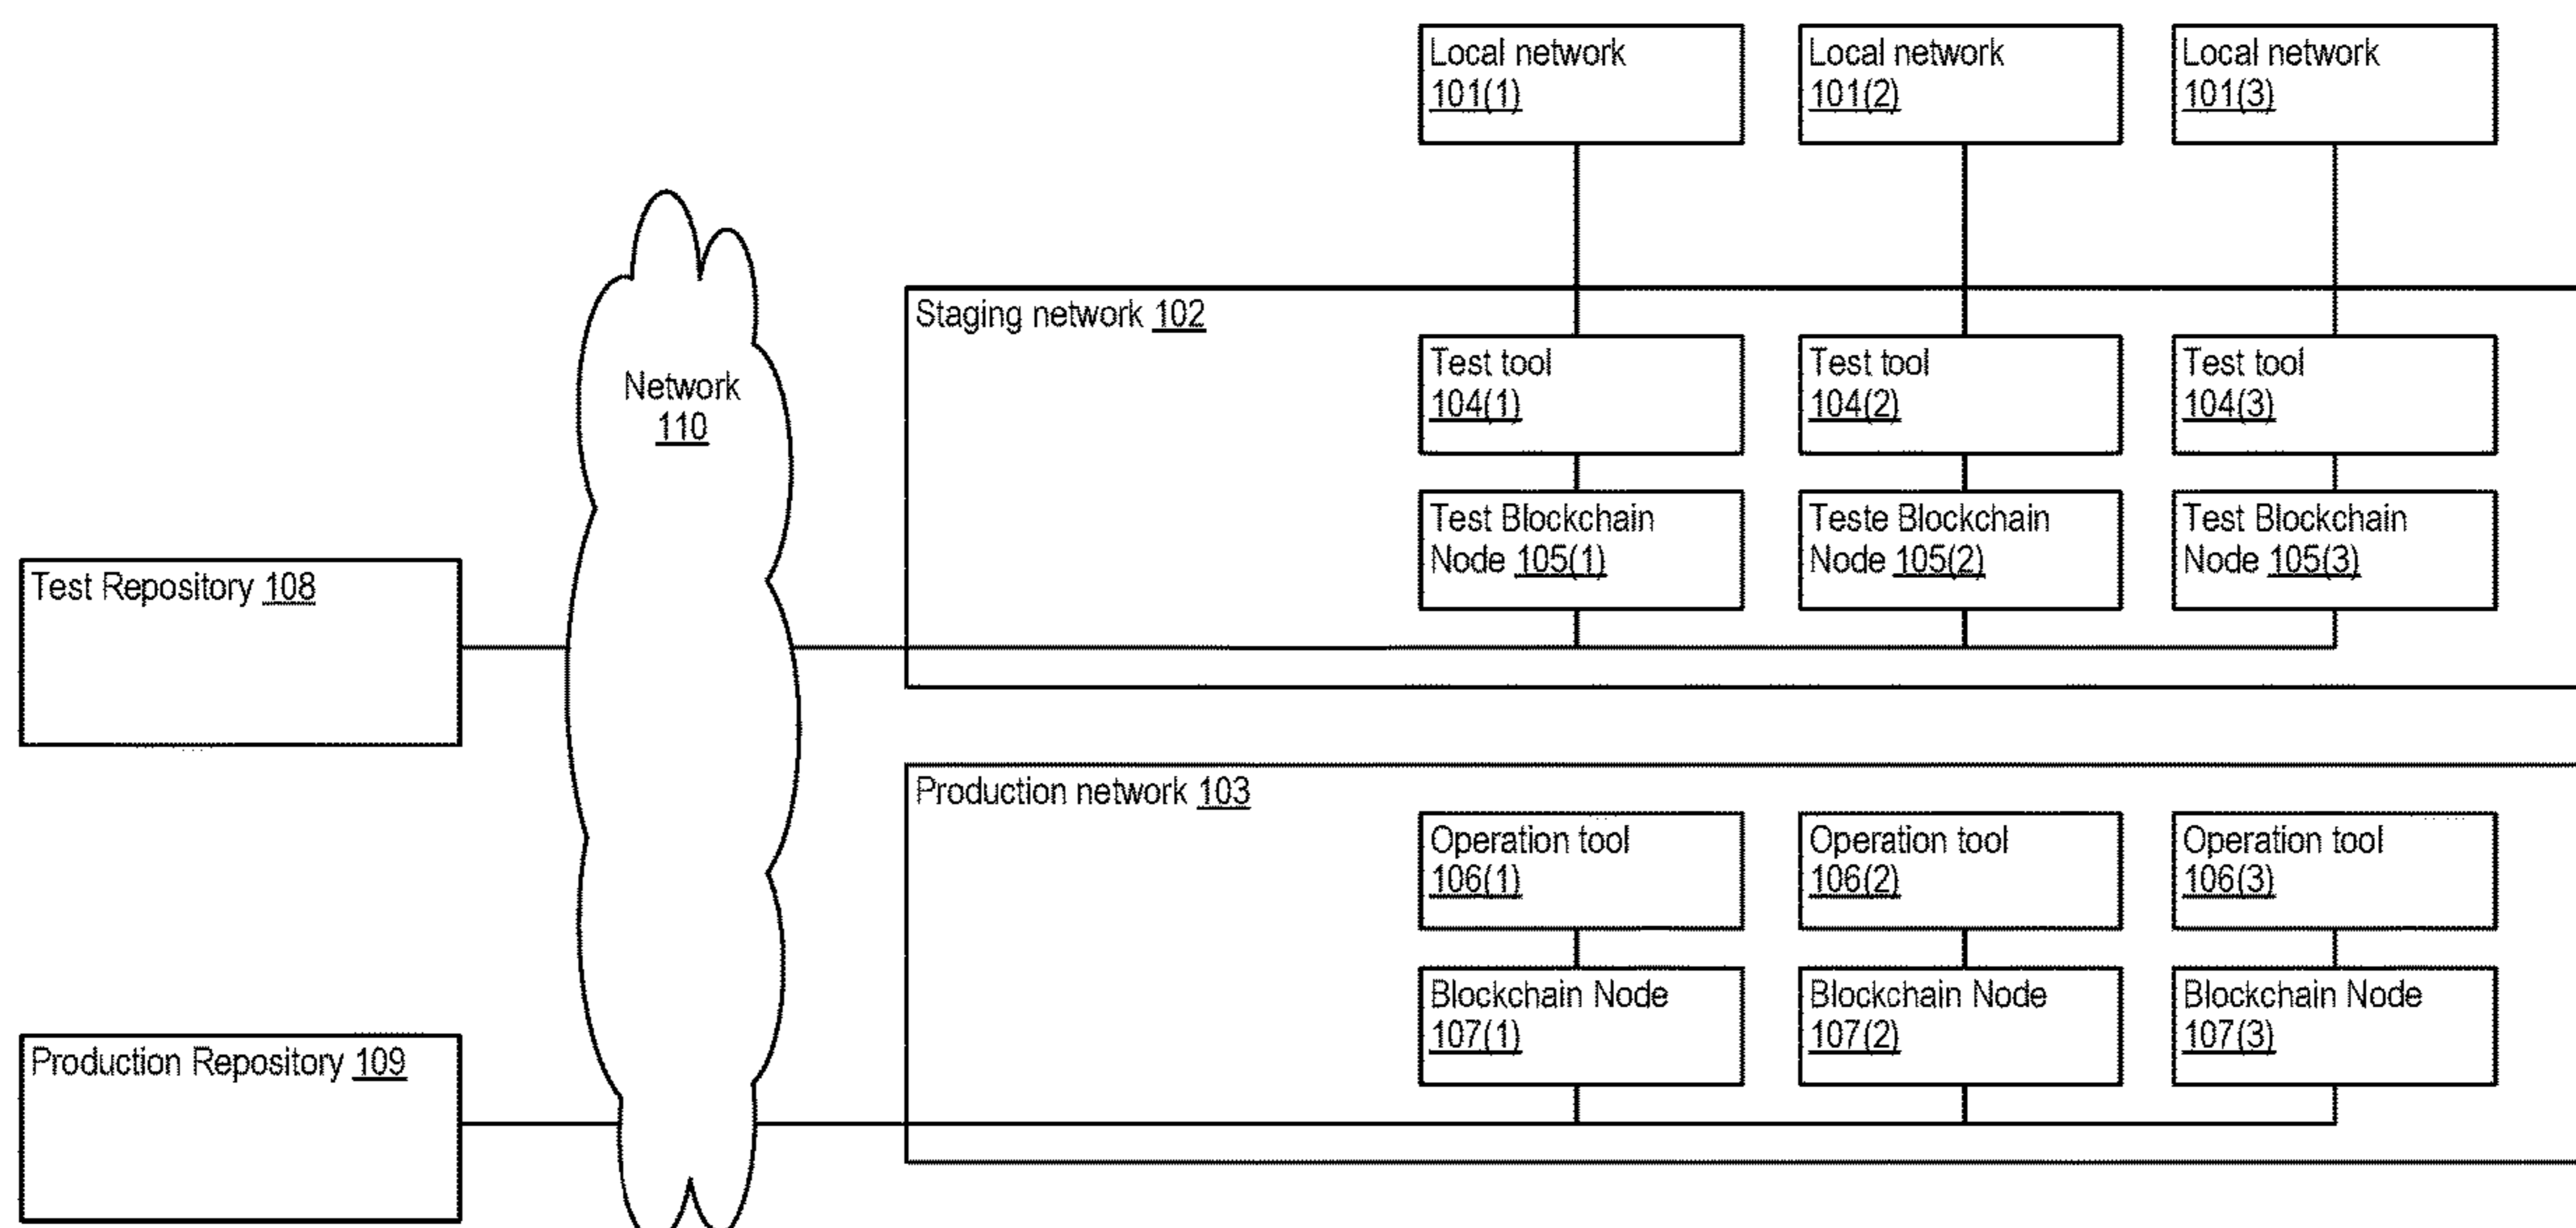 Local network
101(1)
Local network
101(2)
Local network
101(3)
Network
110
Staging network 102
Test tool
104(1)
Test tool
104(2)
Test tool
104(3)
Test Blockchain
Node 105(1)
Teste Blockchain
Node 105(2)
Test Blockchain
Node 105(3)
Test Repository 108
Production network 103
Operation tool
106(1)
Operation tool
106(2)
Operation tool
106(3)
Blockchain Node
107(1)
Blockchain Node
107(2)
Blockchain Node
107(3)
Production Repository 109